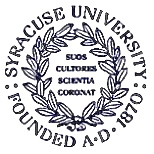 SYRACUSE UNIVERSITY
FOUNDED A·D·1870
SUOS
CULTORES
SCIENTIA
CORONAT